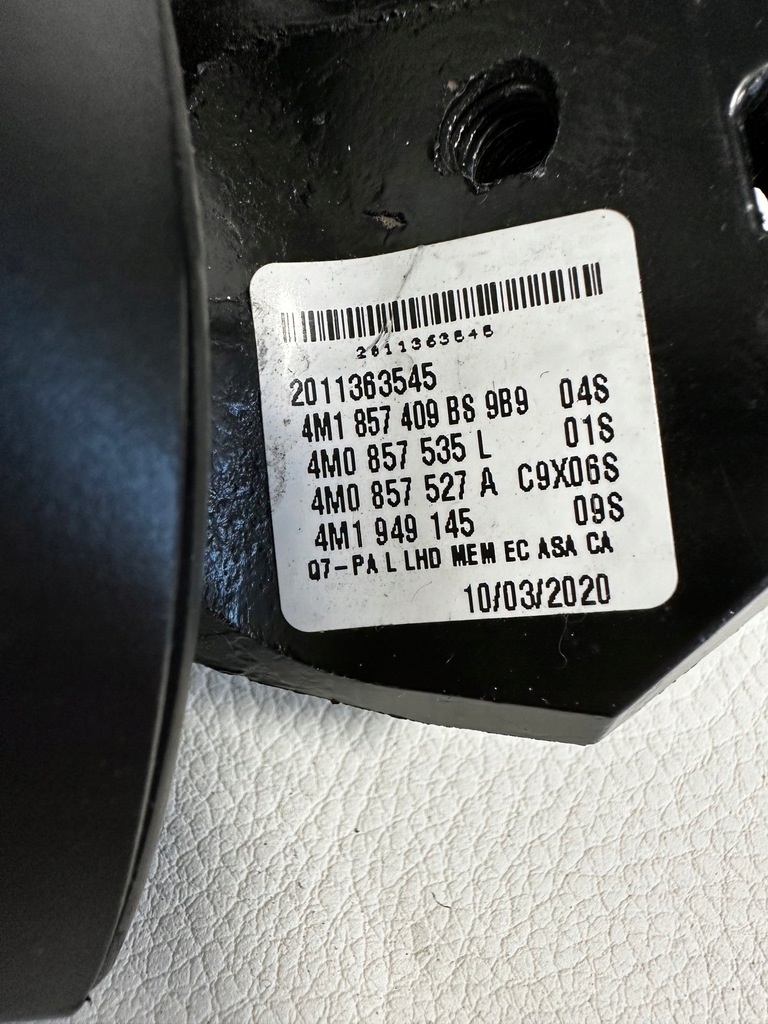 2011363545
2011363545
4M1 857 409 BS 9B9 04S
4M0 857 535 L 01S
4M0 857 527 A C9X06S
4M1 949 145 09S
Q7-PA L LHD MEM EC ASA CA
10/03/2020